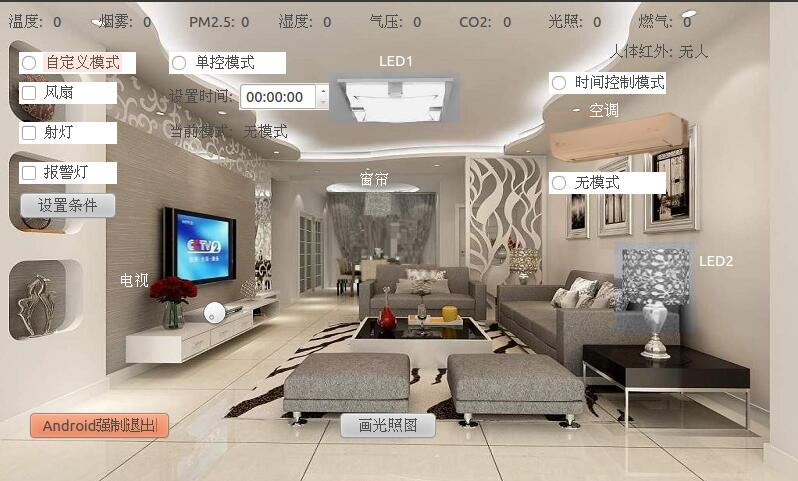 温度: 0 烟雾: 0 PM2.5: 0 湿度: 0 气压: 0 CO2: 0 光照: 0 燃气: 0
人体红外: 无人
自定义模式 单控模式 LED1
时间控制模式
风扇 设置时间: 00:00:00
空调
射灯 当前模式: 无模式
报警灯 窗帘 无模式
设置条件
CCTV2
LED2
电视
Android强制退出
画光照图